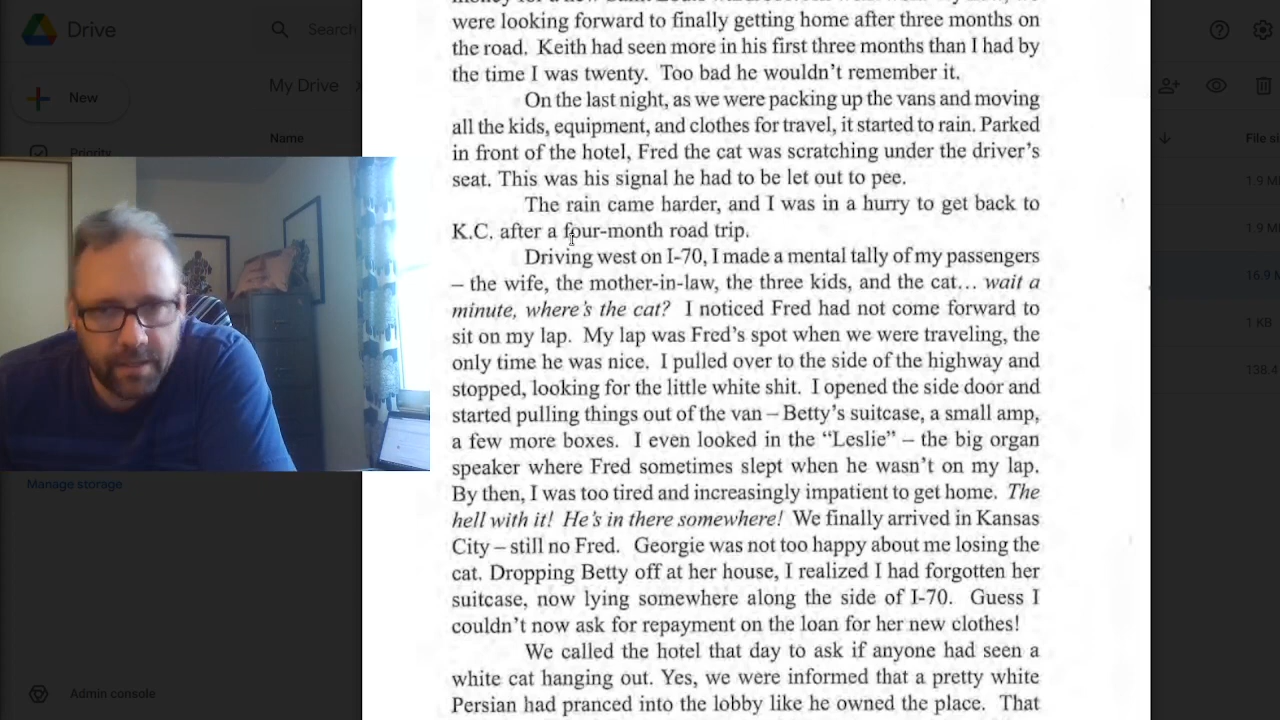 Drive
Search
My Drive
New
Name
Priority
File si
1.9 M
1.9 M
16.9 M
1 KB
138.4
Manage storage
Admin console
were looking forward to finally getting home after three months on
the road. Keith had seen more in his first three months than I had by
the time I was twenty. Too bad he wouldn't remember it.
On the last night, as we were packing up the vans and moving
all the kids, equipment, and clothes for travel, it started to rain. Parked
in front of the hotel, Fred the cat was scratching under the driver's
seat. This was his signal he had to be let out to pee.
The rain came harder, and I was in a hurry to get back to
K.C. after a four-month road trip.
Driving west on I-70, I made a mental tally of my passengers
– the wife, the mother-in-law, the three kids, and the cat… wait a
minute, where's the cat? I noticed Fred had not come forward to
sit on my lap. My lap was Fred's spot when we were traveling, the
only time he was nice. I pulled over to the side of the highway and
stopped, looking for the little white shit. I opened the side door and
started pulling things out of the van – Betty's suitcase, a small amp,
a few more boxes. I even looked in the “Leslie” – the big organ
speaker where Fred sometimes slept when he wasn't on my lap.
By then, I was too tired and increasingly impatient to get home. The
hell with it! He's in there somewhere! We finally arrived in Kansas
City – still no Fred. Georgie was not too happy about me losing the
cat. Dropping Betty off at her house, I realized I had forgotten her
suitcase, now lying somewhere along the side of I-70. Guess I
couldn't now ask for repayment on the loan for her new clothes!
We called the hotel that day to ask if anyone had seen a
white cat hanging out. Yes, we were informed that a pretty white
Persian had pranced into the lobby like he owned the place. That